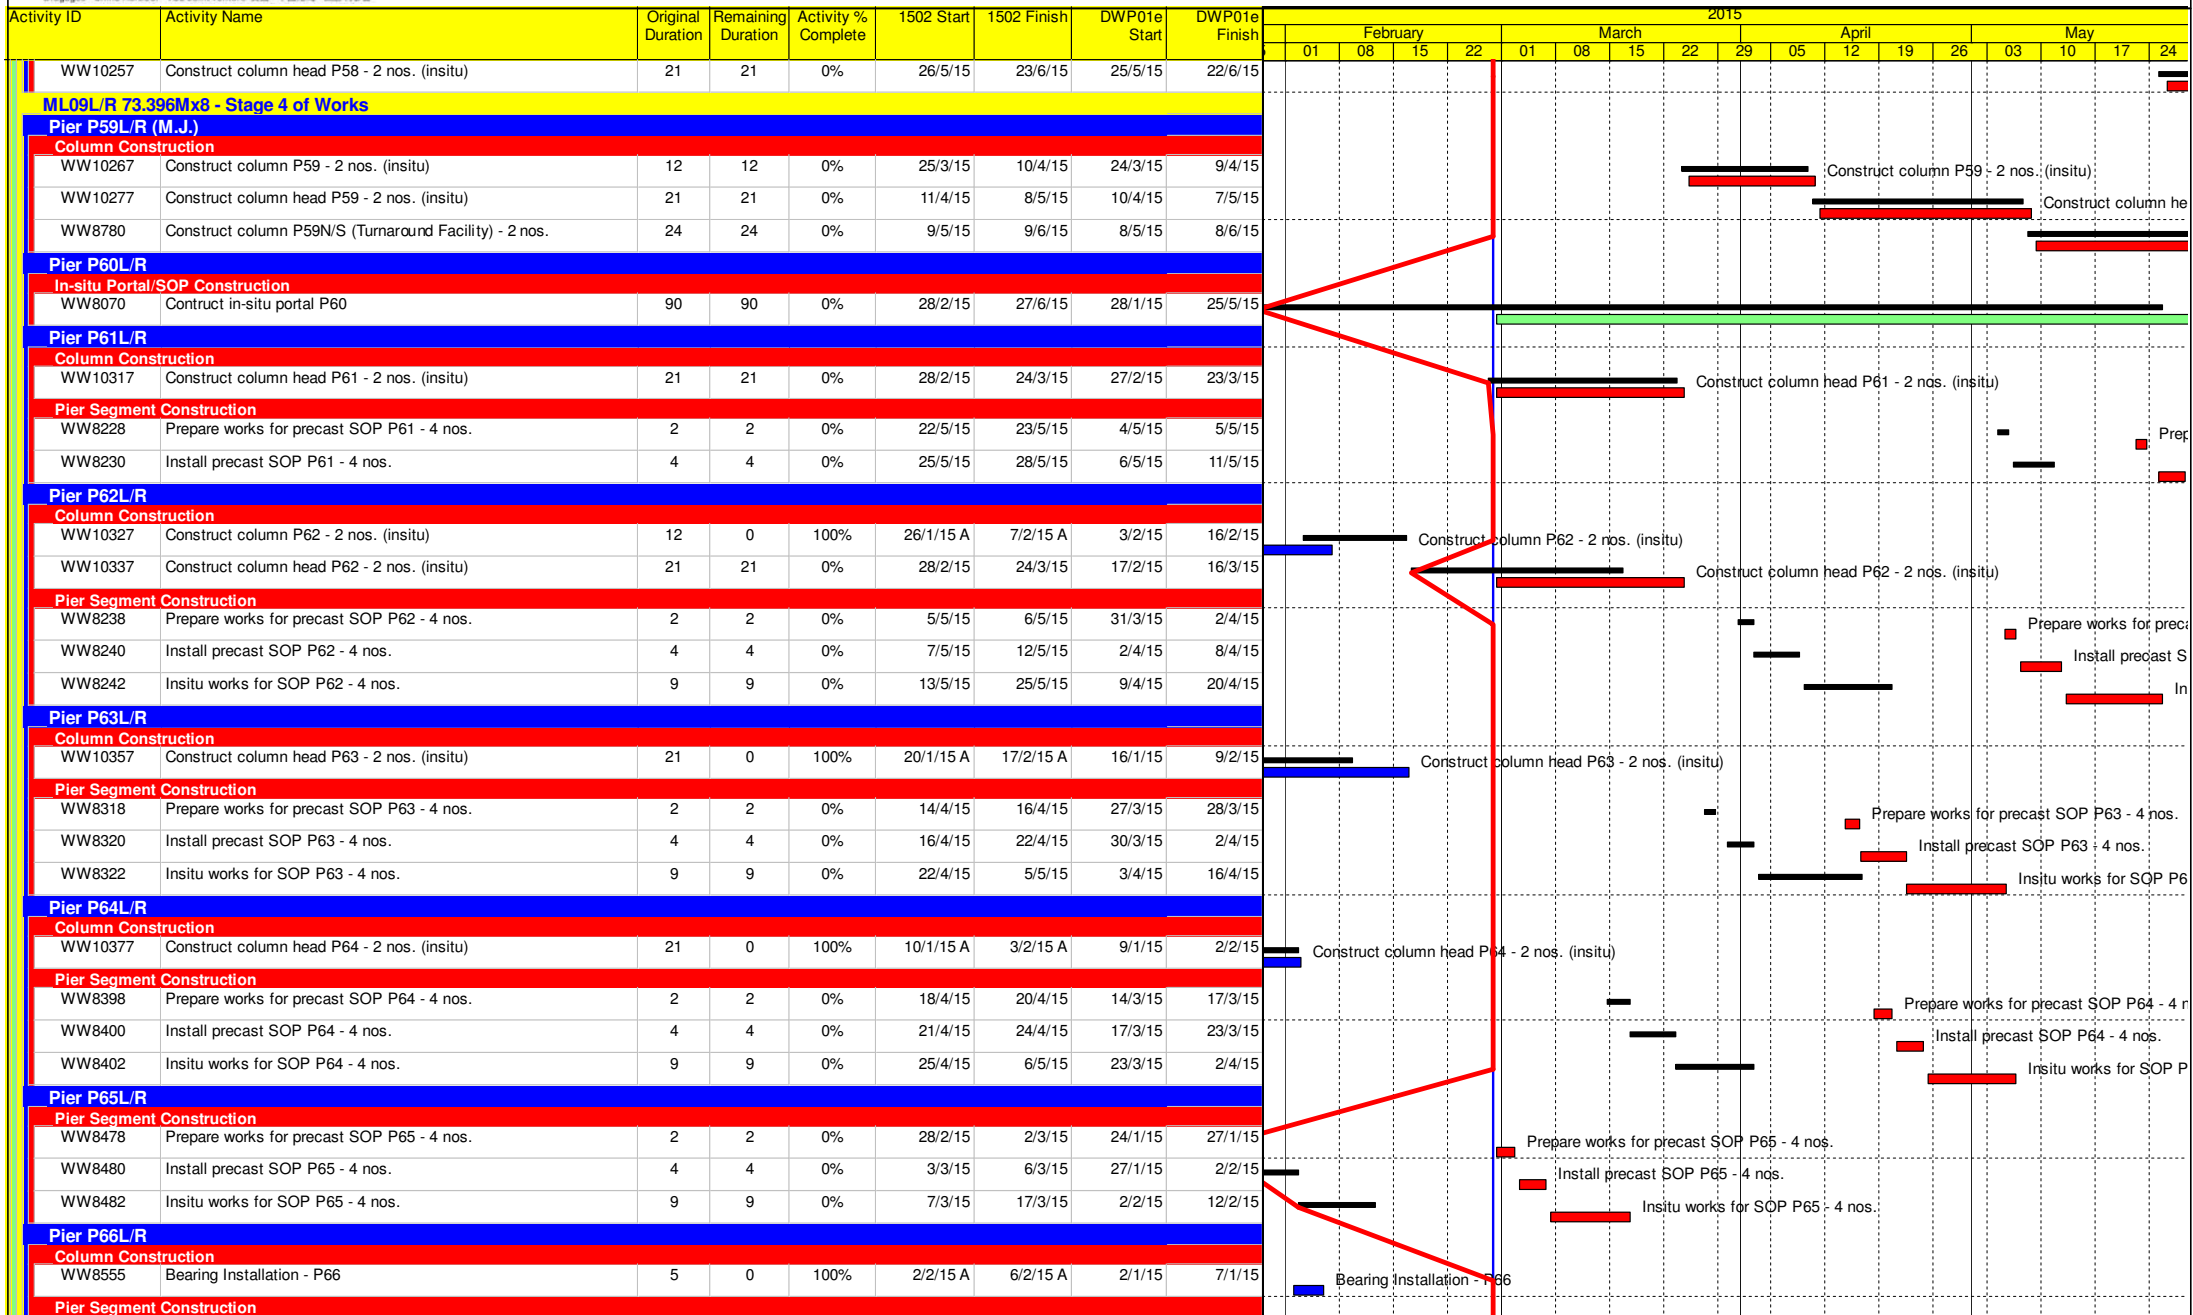 Activity ID Activity Name Original Duration Remaining Duration Activity % Complete 1502 Start 1502 Finish DWP01e Start DWP01e Finish
2015
February March April May
01 08 15 22 01 08 15 22 29 05 12 19 26 03 10 17 24
WW10257 Construct column head P58 - 2 nos. (insitu) 21 21 0% 26/5/15 23/6/15 25/5/15 22/6/15
ML09L/R 73.396Mx8 - Stage 4 of Works
Pier P59L/R (M.J.)
Column Construction
WW10267 Construct column P59 - 2 nos. (insitu) 12 12 0% 25/3/15 10/4/15 24/3/15 9/4/15 Construct column P59 - 2 nos. (insitu)
WW10277 Construct column head P59 - 2 nos. (insitu) 21 21 0% 11/4/15 8/5/15 10/4/15 7/5/15 Construct column he
WW8780 Construct column P59N/S (Turnaround Facility) - 2 nos. 24 24 0% 9/5/15 9/6/15 8/5/15 8/6/15
Pier P60L/R
In-situ Portal/SOP Construction
WW8070 Contruct in-situ portal P60 90 90 0% 28/2/15 27/6/15 28/1/15 25/5/15
Pier P61L/R
Column Construction
WW10317 Construct column head P61 - 2 nos. (insitu) 21 21 0% 28/2/15 24/3/15 27/2/15 23/3/15 Construct column head P61 - 2 nos. (insitu)
Pier Segment Construction
WW8228 Prepare works for precast SOP P61 - 4 nos. 2 2 0% 22/5/15 23/5/15 4/5/15 5/5/15 Prep
WW8230 Install precast SOP P61 - 4 nos. 4 4 0% 25/5/15 28/5/15 6/5/15 11/5/15
Pier P62L/R
Column Construction
WW10327 Construct column P62 - 2 nos. (insitu) 12 0 100% 26/1/15 A 7/2/15 A 3/2/15 16/2/15 Construct column P62 - 2 nos. (insitu)
WW10337 Construct column head P62 - 2 nos. (insitu) 21 21 0% 28/2/15 24/3/15 17/2/15 16/3/15 Construct column head P62 - 2 nos. (insitu)
Pier Segment Construction
WW8238 Prepare works for precast SOP P62 - 4 nos. 2 2 0% 5/5/15 6/5/15 31/3/15 2/4/15 Prepare works for preca
WW8240 Install precast SOP P62 - 4 nos. 4 4 0% 7/5/15 12/5/15 2/4/15 8/4/15 Install precast S
WW8242 Insitu works for SOP P62 - 4 nos. 9 9 0% 13/5/15 25/5/15 9/4/15 20/4/15 In
Pier P63L/R
Column Construction
WW10357 Construct column head P63 - 2 nos. (insitu) 21 0 100% 20/1/15 A 17/2/15 A 16/1/15 9/2/15 Construct column head P63 - 2 nos. (insitu)
Pier Segment Construction
WW8318 Prepare works for precast SOP P63 - 4 nos. 2 2 0% 14/4/15 16/4/15 27/3/15 28/3/15 Prepare works for precast SOP P63 - 4 nos.
WW8320 Install precast SOP P63 - 4 nos. 4 4 0% 16/4/15 22/4/15 30/3/15 2/4/15 Install precast SOP P63 - 4 nos.
WW8322 Insitu works for SOP P63 - 4 nos. 9 9 0% 22/4/15 5/5/15 3/4/15 16/4/15 Insitu works for SOP P6
Pier P64L/R
Column Construction
WW10377 Construct column head P64 - 2 nos. (insitu) 21 0 100% 10/1/15 A 3/2/15 A 9/1/15 2/2/15 Construct column head P64 - 2 nos. (insitu)
Pier Segment Construction
WW8398 Prepare works for precast SOP P64 - 4 nos. 2 2 0% 18/4/15 20/4/15 14/3/15 17/3/15 Prepare works for precast SOP P64 - 4 n
WW8400 Install precast SOP P64 - 4 nos. 4 4 0% 21/4/15 24/4/15 17/3/15 23/3/15 Install precast SOP P64 - 4 nos.
WW8402 Insitu works for SOP P64 - 4 nos. 9 9 0% 25/4/15 6/5/15 23/3/15 2/4/15 Insitu works for SOP P
Pier P65L/R
Pier Segment Construction
WW8478 Prepare works for precast SOP P65 - 4 nos. 2 2 0% 28/2/15 2/3/15 24/1/15 27/1/15 Prepare works for precast SOP P65 - 4 nos.
WW8480 Install precast SOP P65 - 4 nos. 4 4 0% 3/3/15 6/3/15 27/1/15 2/2/15 Install precast SOP P65 - 4 nos.
WW8482 Insitu works for SOP P65 - 4 nos. 9 9 0% 7/3/15 17/3/15 2/2/15 12/2/15 Insitu works for SOP P65 - 4 nos.
Pier P66L/R
Column Construction
WW8555 Bearing Installation - P66 5 0 100% 2/2/15 A 6/2/15 A 2/1/15 7/1/15 Bearing Installation - P66
Pier Segment Construction